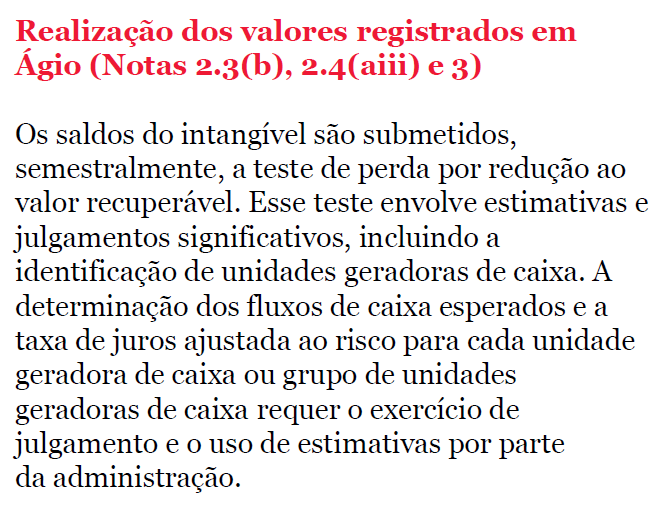 Realização dos valores registrados em
Ágio (Notas 2.3(b), 2.4(aiii) e 3)
Os saldos do intangível são submetidos,
semestralmente, a teste de perda por redução ao
valor recuperável. Esse teste envolve estimativas e
julgamentos significativos, incluindo a
identificação de unidades geradoras de caixa. A
determinação dos fluxos de caixa esperados e a
taxa de juros ajustada ao risco para cada unidade
geradora de caixa ou grupo de unidades
geradoras de caixa requer o exercício de
julgamento e o uso de estimativas por parte
da administração.